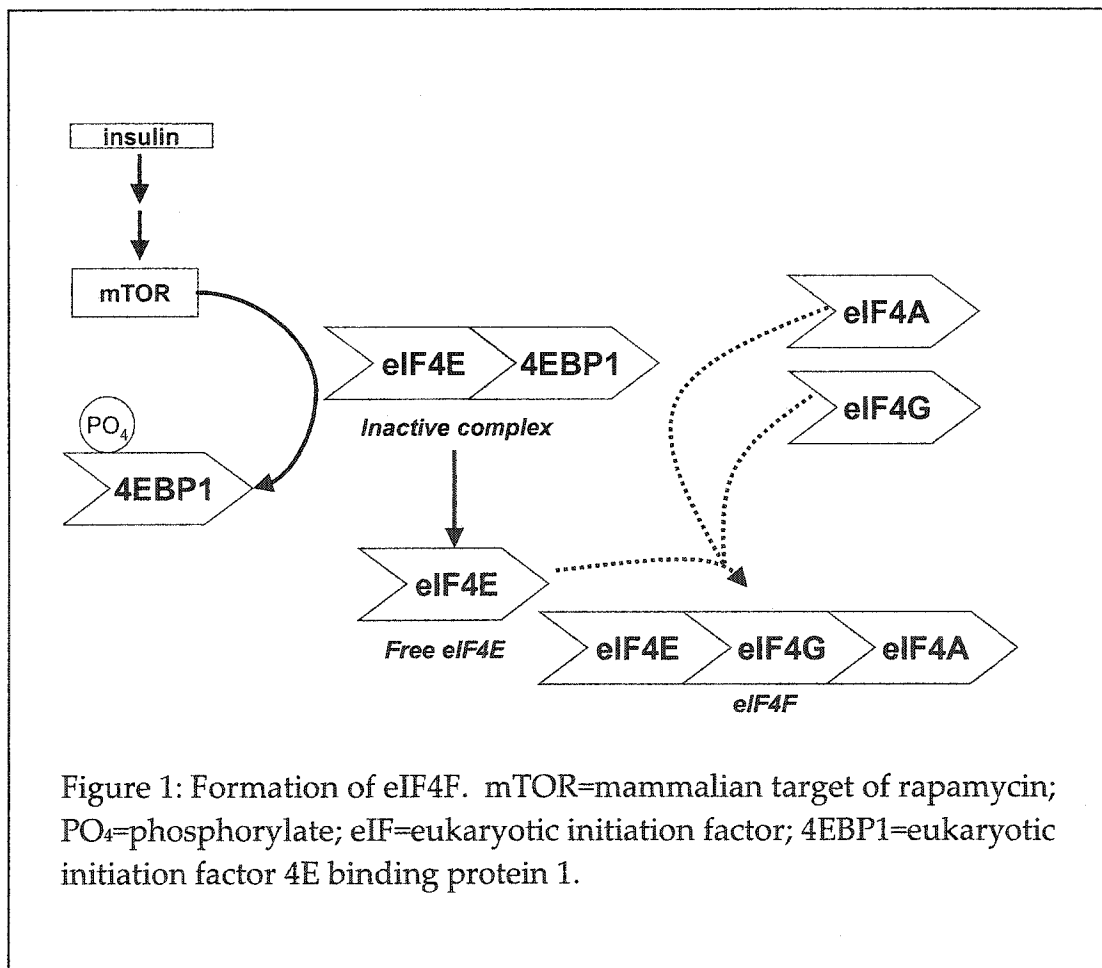 insulin
mTOR
eIF4A
eIF4E 4EBP1
eIF4G
Inactive complex
PO₄
4EBP1
eIF4E
Free eIF4E
eIF4E eIF4G eIF4A
eIF4F
Figure 1: Formation of eIF4F. mTOR=mammalian target of rapamycin;
PO₄=phosphorylate; eIF=eukaryotic initiation factor; 4EBP1=eukaryotic
initiation factor 4E binding protein 1.